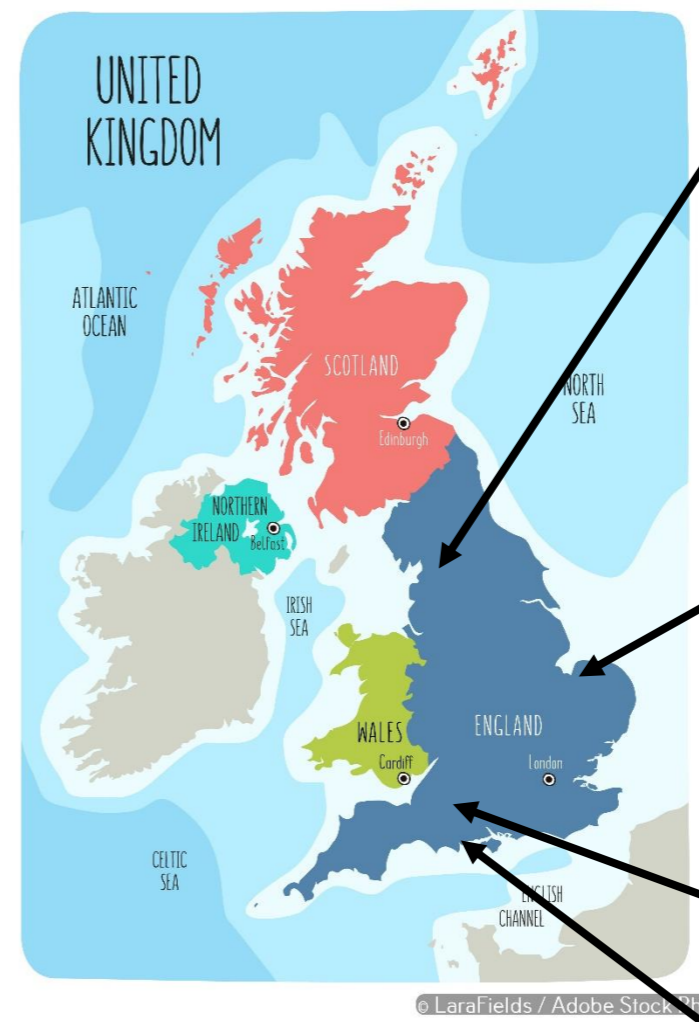 UNITED
KINGDOM
ATLANTIC
OCEAN
SCOTLAND
NORTH
SEA
Edinburgh
NORTHERN
IRELAND
Belfast
IRISH
SEA
ENGLAND
WALES
Cardiff
London
CELTIC
SEA
ENGLISH
CHANNEL
© LaraFields / Adobe Stock Ph